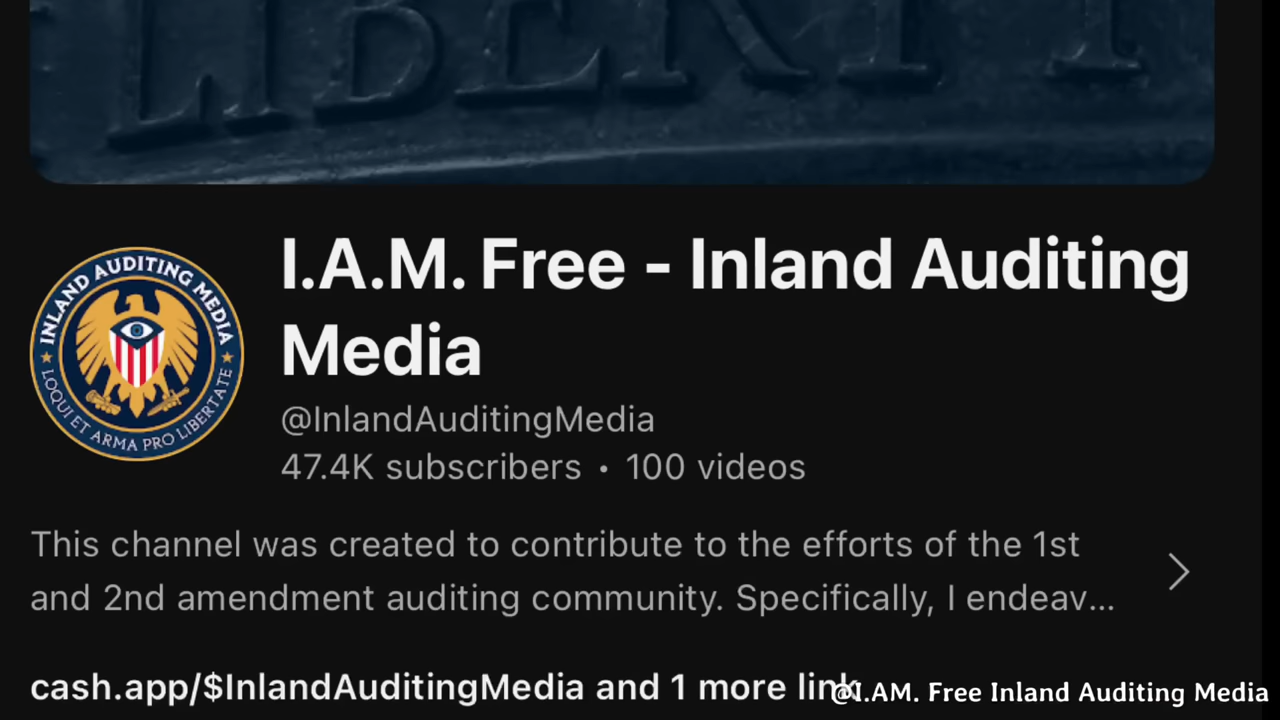 LIBERTY
I.A.M. Free - Inland Auditing
Media
INLAND AUDITING MEDIA
LOQUI ET ARMA PRO LIBERTATE
@InlandAuditingMedia
47.4K subscribers • 100 videos
This channel was created to contribute to the efforts of the 1st
and 2nd amendment auditing community. Specifically, I endeav...
cash.app/$InlandAuditingMedia and 1 more link
@I.AM. Free Inland Auditing Media